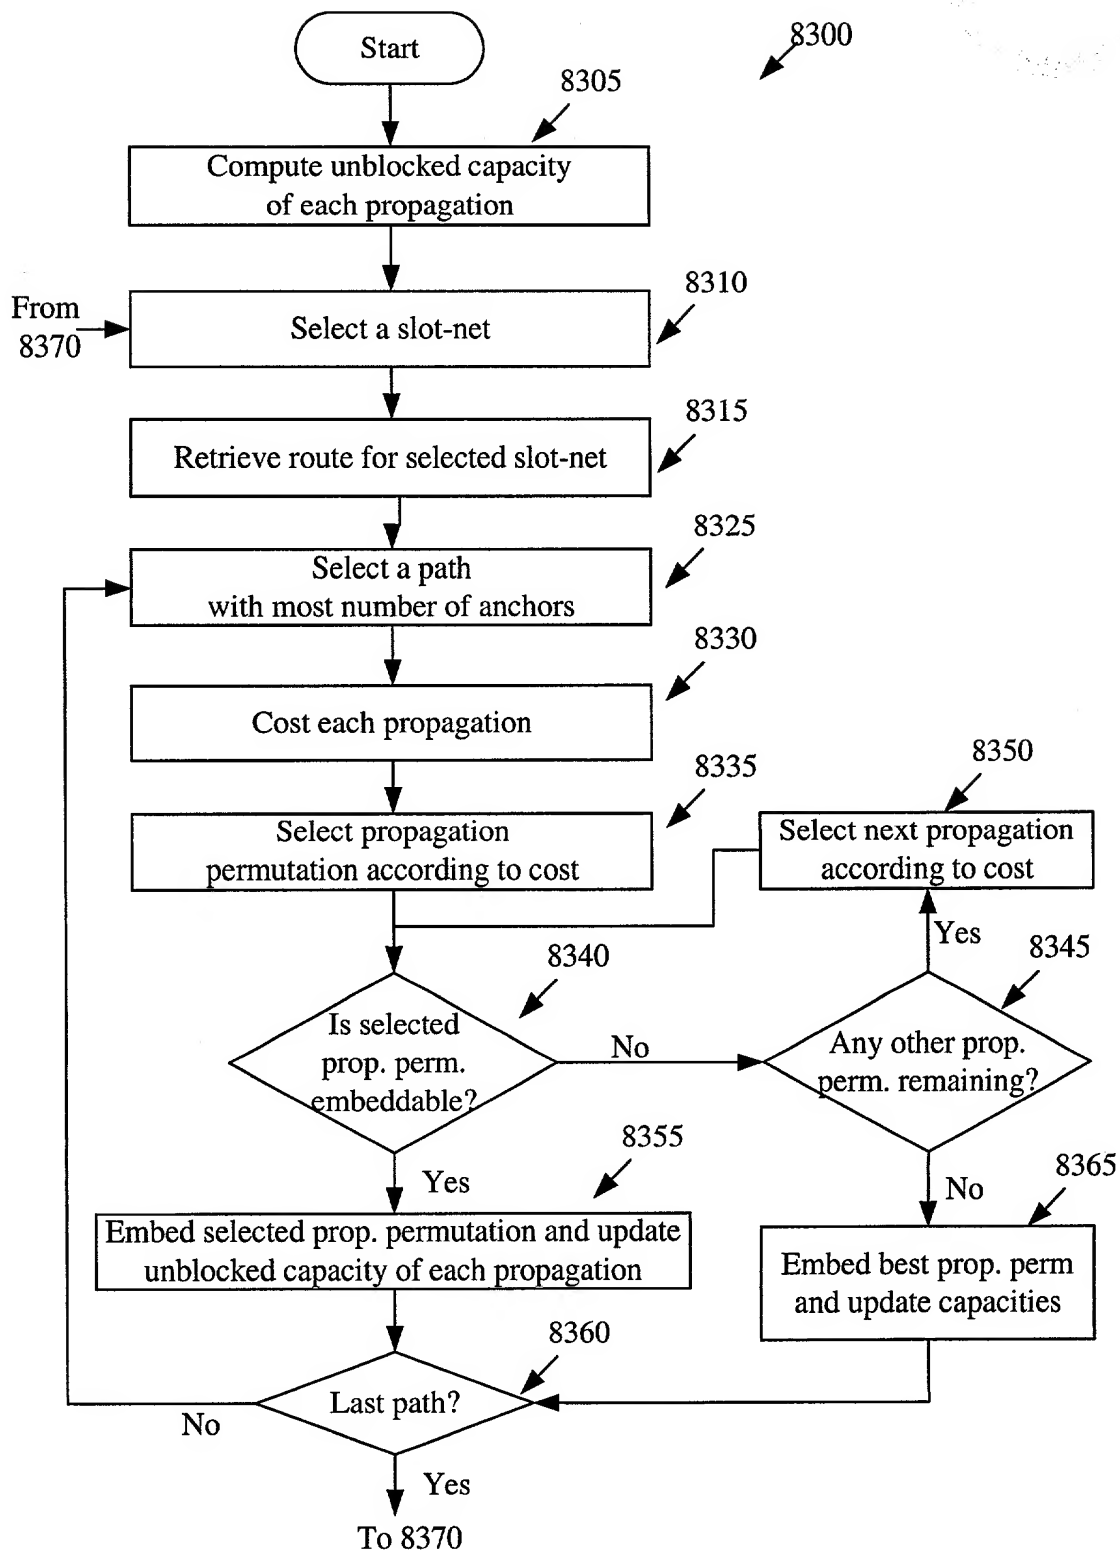 Start
8300
8305
Compute unblocked capacity
of each propagation
8310
From
8370
Select a slot-net
8315
Retrieve route for selected slot-net
8325
Select a path
with most number of anchors
8330
Cost each propagation
8335
8350
Select propagation
permutation according to cost
Select next propagation
according to cost
Yes
8340
8345
Is selected
prop. perm.
embeddable?
No
Any other prop.
perm. remaining?
8355
Yes
8365
No
Embed selected prop. permutation and update
unblocked capacity of each propagation
Embed best prop. perm
and update capacities
8360
Last path?
No
Yes
To 8370